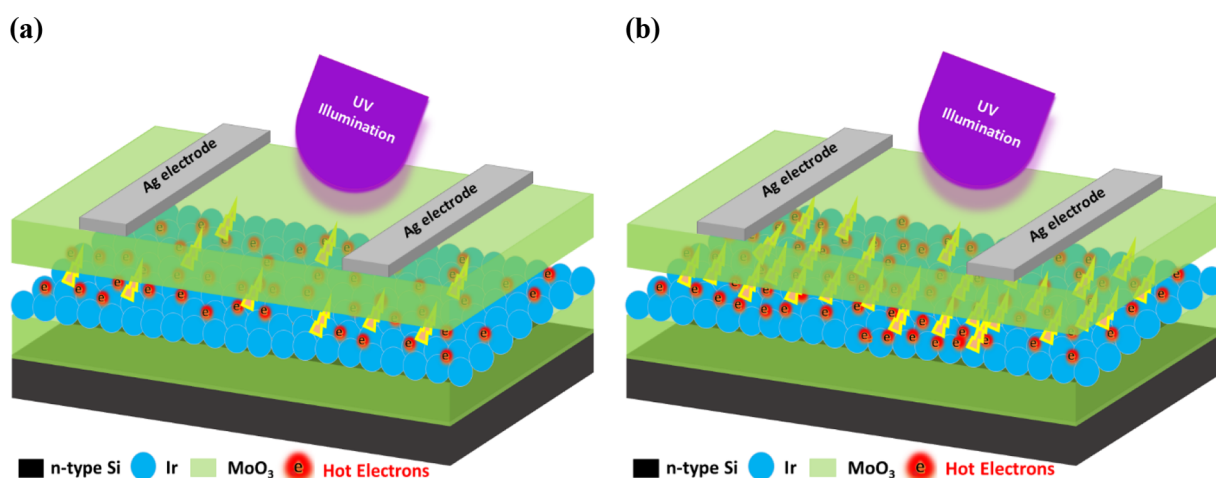 (a)
UV
Illumination
Ag electrode
Ag electrode
e e e e e e e e e e e e e e e e e e e e
n-type Si Ir MoO₃ e Hot Electrons
(b)
UV
Illumination
Ag electrode
Ag electrode
e e e e e e e e e e e e e e e e e e e e
n-type Si Ir MoO₃ e Hot Electrons